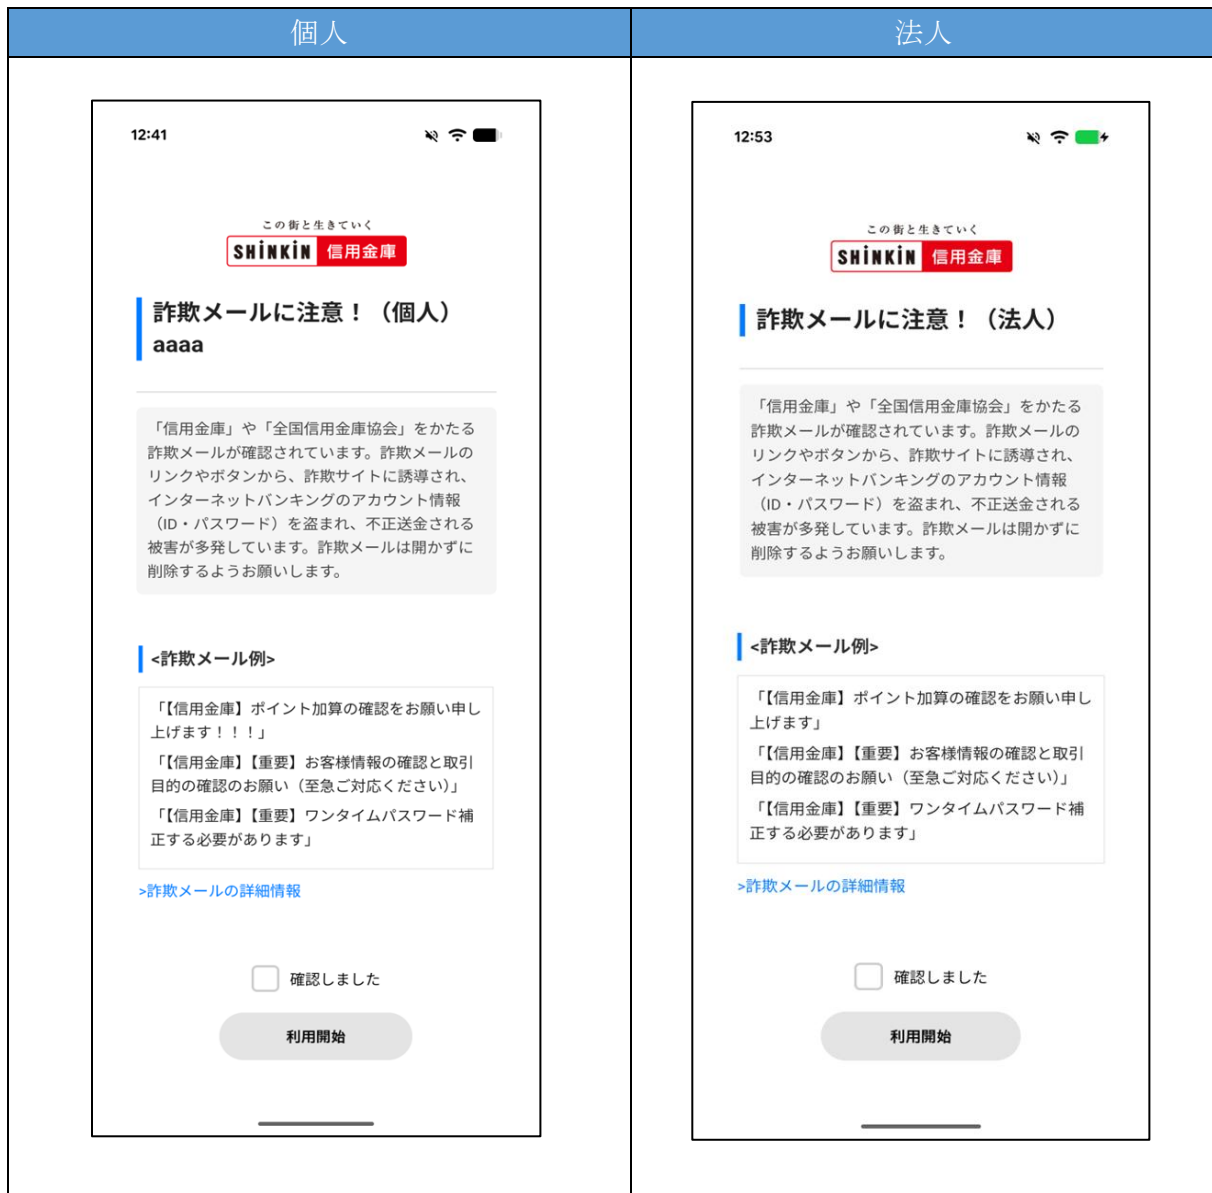 個人
12:41
この街と生きていく
SHINKIN 信用金庫
詐欺メールに注意！（個人）
aaaa
「信用金庫」や「全国信用金庫協会」をかたる
詐欺メールが確認されています。詐欺メールの
リンクやボタンから、詐欺サイトに誘導され、
インターネットバンキングのアカウント情報
（ID・パスワード）を盗まれ、不正送金される
被害が多発しています。詐欺メールは開かずに
削除するようお願いします。
<詐欺メール例>
「【信用金庫】ポイント加算の確認をお願い申し
上げます！！！」
「【信用金庫】【重要】お客様情報の確認と取引
目的の確認のお願い（至急ご対応ください）」
「【信用金庫】【重要】ワンタイムパスワード補
正する必要があります」
>詐欺メールの詳細情報
確認しました
利用開始
法人
12:53
この街と生きていく
SHINKIN 信用金庫
詐欺メールに注意！（法人）
「信用金庫」や「全国信用金庫協会」をかたる
詐欺メールが確認されています。詐欺メールの
リンクやボタンから、詐欺サイトに誘導され、
インターネットバンキングのアカウント情報
（ID・パスワード）を盗まれ、不正送金される
被害が多発しています。詐欺メールは開かずに
削除するようお願いします。
<詐欺メール例>
「【信用金庫】ポイント加算の確認をお願い申し
上げます」
「【信用金庫】【重要】お客様情報の確認と取引
目的の確認のお願い（至急ご対応ください）」
「【信用金庫】【重要】ワンタイムパスワード補
正する必要があります」
>詐欺メールの詳細情報
確認しました
利用開始